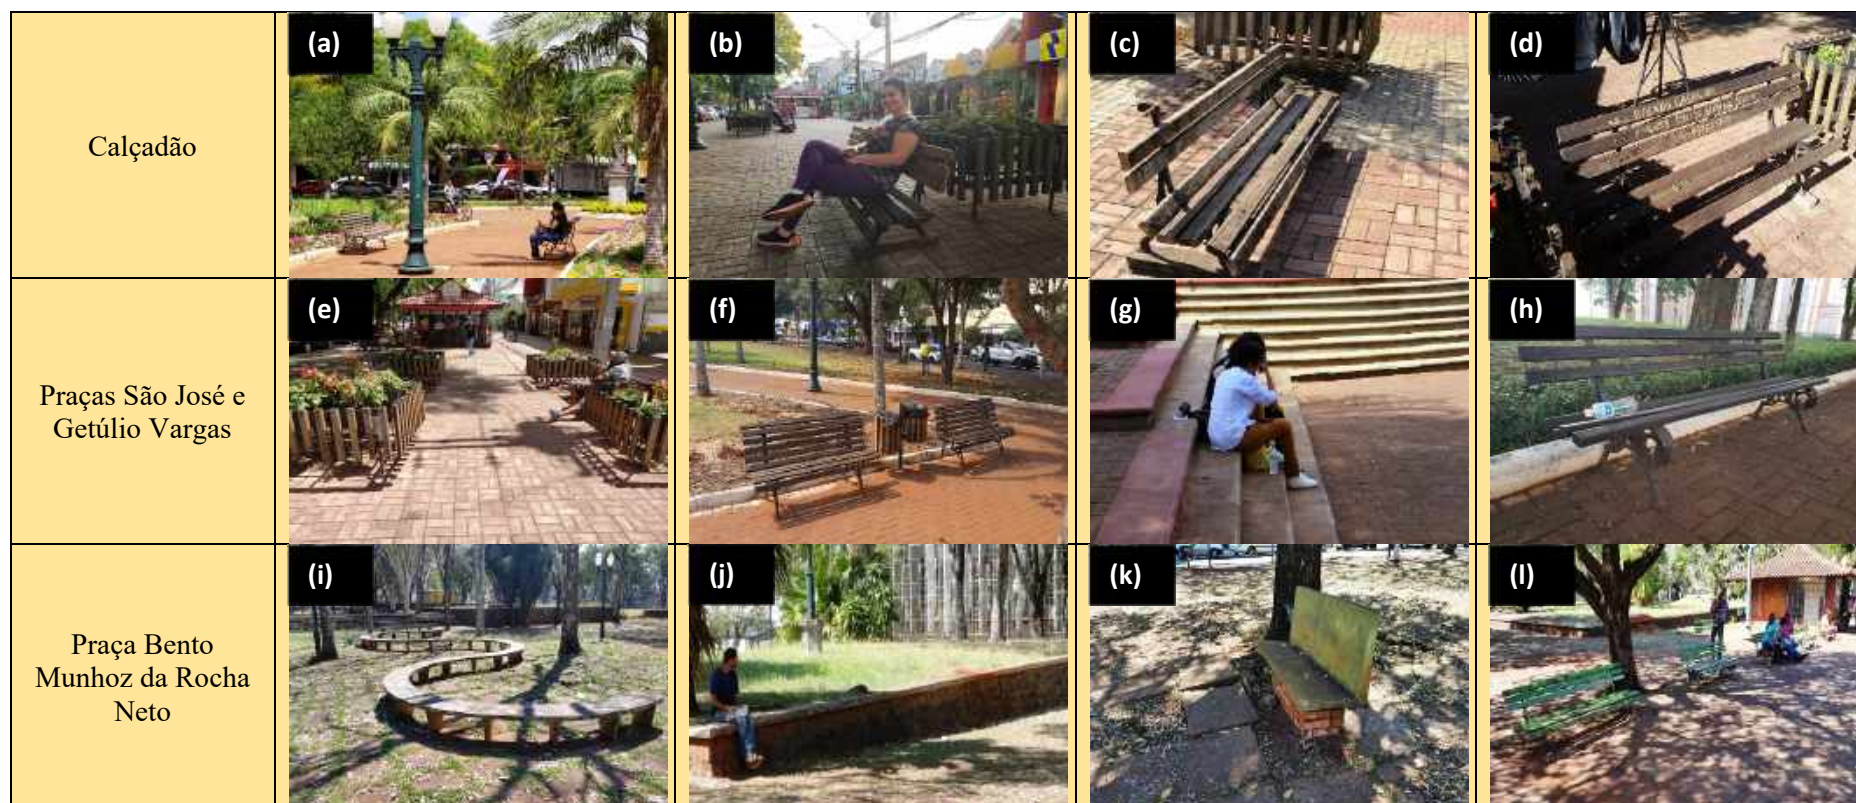 Calçadão
(a)
(b)
(c)
(d)
Praças São José e
Getúlio Vargas
(e)
(f)
(g)
(h)
Praça Bento
Munhoz da Rocha
Neto
(i)
(j)
(k)
(l)